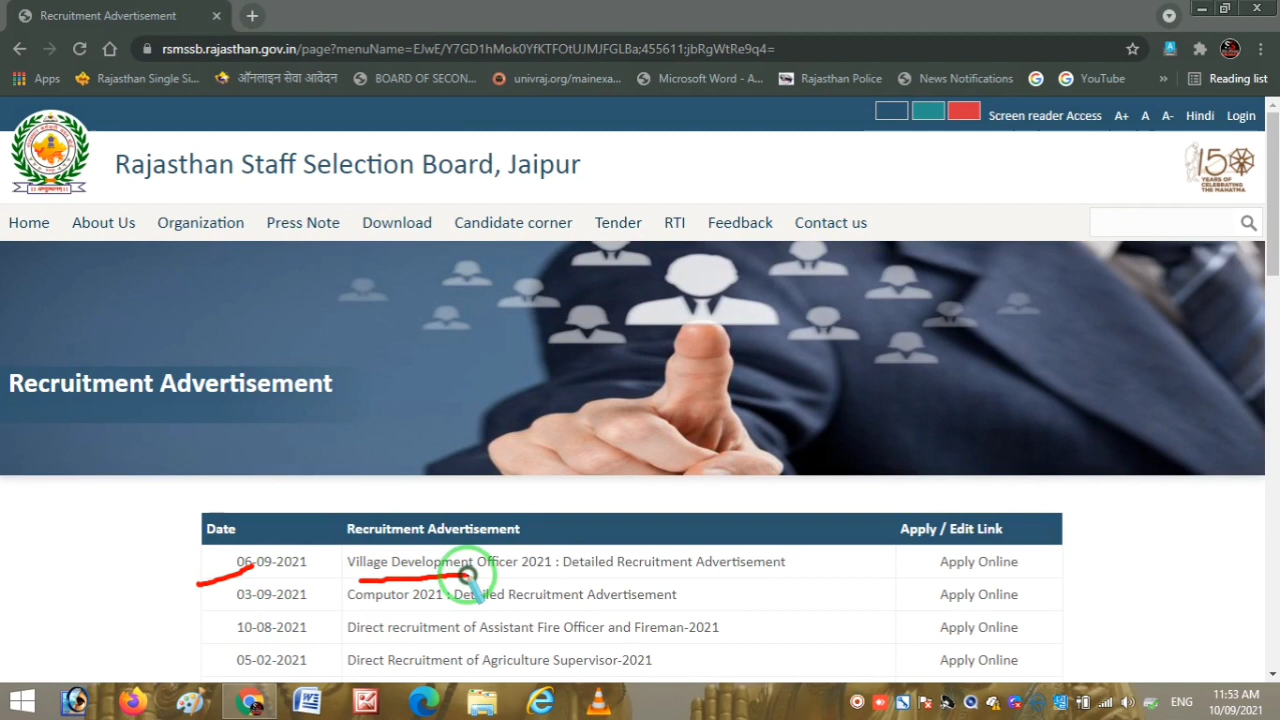 Recruitment Advertisement
rsmssb.rajasthan.gov.in/page?menuName=EJwE/Y7GD1hMok0YfKTFOtUJMJFGLBa;455611;jbRgWtRe9q4=
Apps Rajasthan Single Si... ऑनलाइन सेवा आवेदन BOARD OF SECON... univraj.org/mainexa... Microsoft Word - A... Rajasthan Police News Notifications YouTube » Reading list
Screen reader Access A+ A A- Hindi Login
Rajasthan Staff Selection Board, Jaipur
150
YEARS OF
CELEBRATING
THE MAHATMA
Home About Us Organization Press Note Download Candidate corner Tender RTI Feedback Contact us
Recruitment Advertisement
Date Recruitment Advertisement Apply / Edit Link
06-09-2021 Village Development Officer 2021 : Detailed Recruitment Advertisement Apply Online
03-09-2021 Computor 2021 : Detailed Recruitment Advertisement Apply Online
10-08-2021 Direct recruitment of Assistant Fire Officer and Fireman-2021 Apply Online
05-02-2021 Direct Recruitment of Agriculture Supervisor-2021 Apply Online
ENG
11:53 AM
10/09/2021